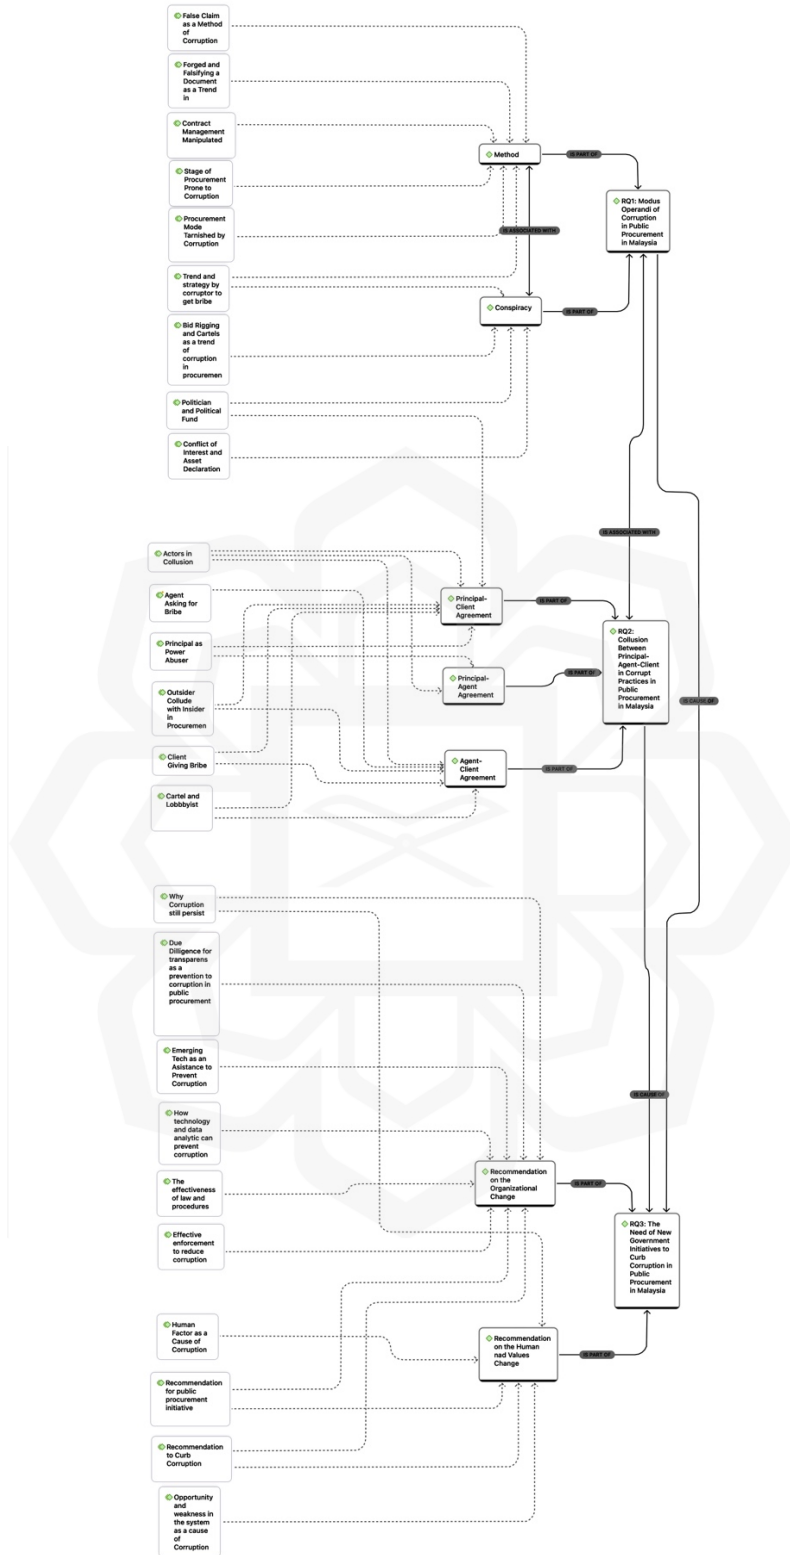 False Claim
as a Method
of
Corruption
Forged and
Falsifying a
Document
as a Trend
in
Contract
Management
Manipulated
Stage of
Procurement
Prone to
Corruption
Procurement
Mode
Tarnished by
Corruption
Trend and
strategy by
corruptor to
get bribe
Bid Rigging
and Cartels
as a trend
of
corruption
in
procuremen
Politician
and Political
Fund
Conflict of
Interest and
Asset
Declaration
Method
IS PART OF
RQ1: Modus
Operandi of
Corruption
in Public
Procurement
in Malaysia
IS ASSOCIATED WITH
Conspiracy
IS PART OF
IS ASSOCIATED WITH
Actors in
Collusion
Agent
Asking for
Bribe
Principal as
Power
Abuser
Outsider
Collude
with Insider
in
Procuremen
Client
Giving Bribe
Cartel and
Lobbbyist
Principal-
Client
Agreement
IS PART OF
Principal-
Agent
Agreement
IS PART OF
Agent-
Client
Agreement
IS PART OF
RQ2:
Collusion
Between
Principal-
Agent-Client
in Corrupt
Practices in
Public
Procurement
in Malaysia
IS CAUSE OF
Why
Corruption
still persist
Due
Dilligence for
transparens
as a
prevention to
corruption in
public
procurement
Emerging
Tech as an
Asistance to
Prevent
Corruption
How
technology
and data
analytic can
prevent
corruption
The
effectiveness
of law and
procedures
Effective
enforcement
to reduce
corruption
Human
Factor as a
Cause of
Corruption
Recommendation
for public
procurement
initiative
Recommendation
to Curb
Corruption
Opportunity
and
weakness in
the system
as a cause
of
Corruption
IS CAUSE OF
Recommendation
on the
Organizational
Change
IS PART OF
RQ3: The
Need of New
Government
Initiatives to
Curb
Corruption in
Public
Procurement
in Malaysia
Recommendation
on the Human
nad Values
Change
IS PART OF